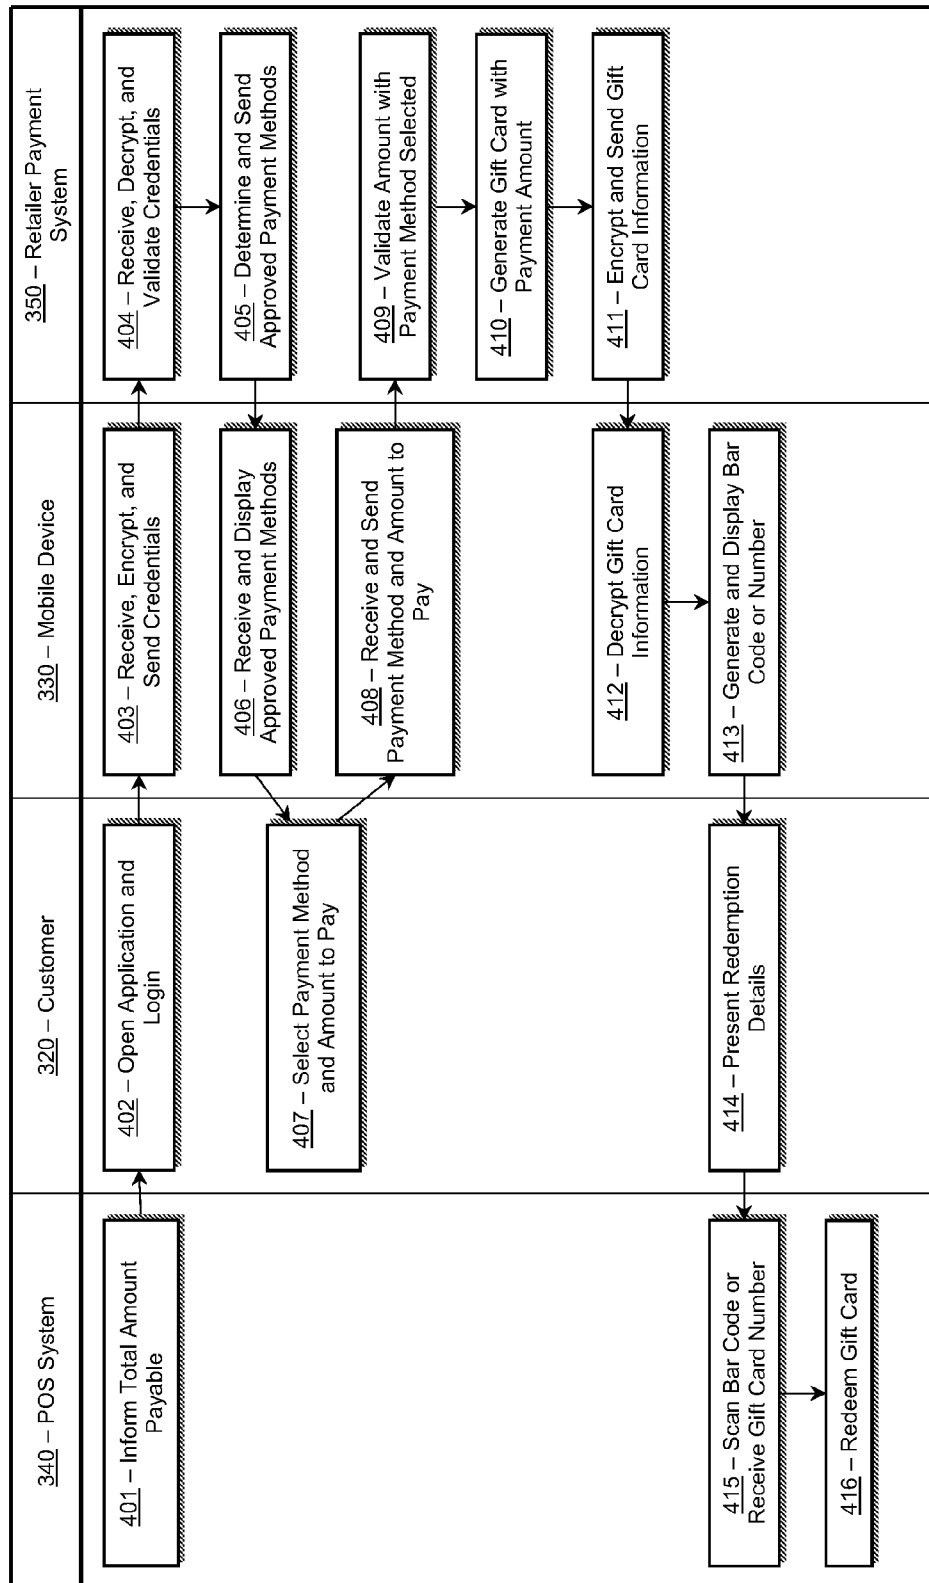 340 – POS System
320 – Customer
330 – Mobile Device
350 – Retailer Payment
System
401 – Inform Total Amount
Payable
402 – Open Application and
Login
403 – Receive, Encrypt, and
Send Credentials
404 – Receive, Decrypt, and
Validate Credentials
405 – Determine and Send
Approved Payment Methods
406 – Receive and Display
Approved Payment Methods
407 – Select Payment Method
and Amount to Pay
408 – Receive and Send
Payment Method and Amount to
Pay
409 – Validate Amount with
Payment Method Selected
410 – Generate Gift Card with
Payment Amount
411 – Encrypt and Send Gift
Card Information
412 – Decrypt Gift Card
Information
413 – Generate and Display Bar
Code or Number
414 – Present Redemption
Details
415 – Scan Bar Code or
Receive Gift Card Number
416 – Redeem Gift Card